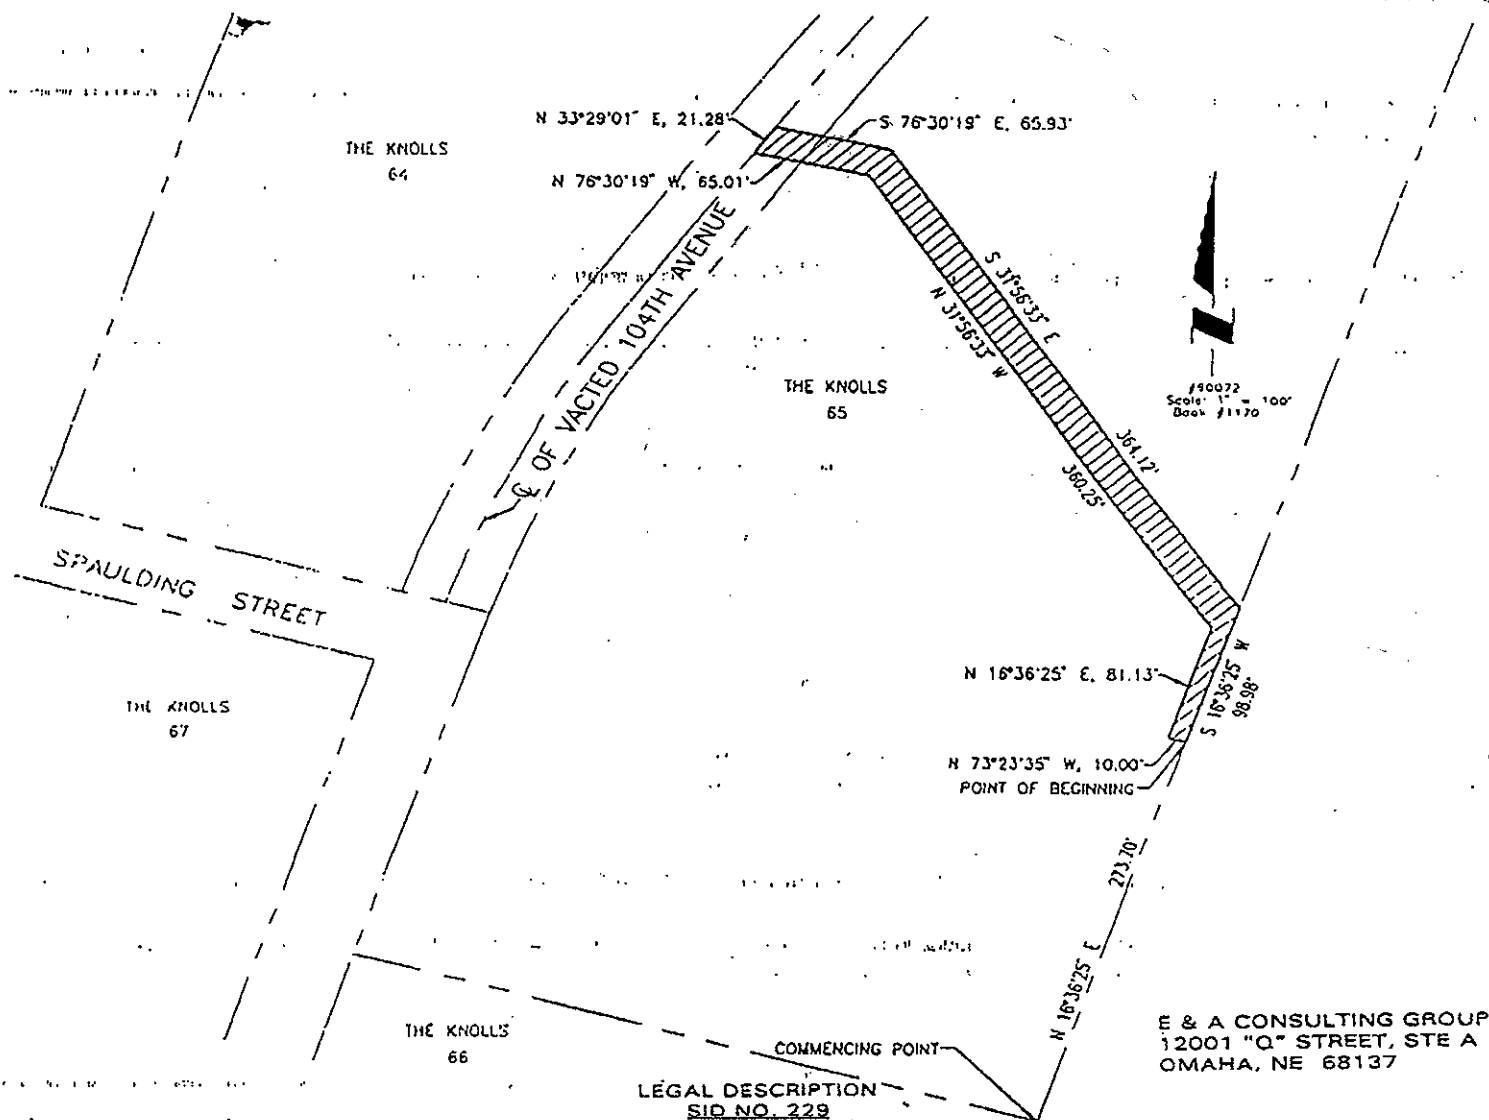 N 33°29'01" E, 21.28'
S 76°30'19" E, 65.93'
THE KNOLLS
64
N 76°30'19" W, 65.01'
℄ OF VACTED 104TH AVENUE
S 31°56'33" E
N 31°56'33" W
THE KNOLLS
65
#90072
Scale: 1" = 100'
Book #1170
364.12'
360.25'
SPAULDING STREET
N 16°36'25" E, 81.13'
S 16°36'25" W
98.98'
THE KNOLLS
67
N 73°23'35" W, 10.00'
POINT OF BEGINNING
273.70'
N 16°36'25" E
THE KNOLLS
66
COMMENCING POINT
E & A CONSULTING GROUP
12001 "Q" STREET, STE A
OMAHA, NE 68137
LEGAL DESCRIPTION
SID NO. 229